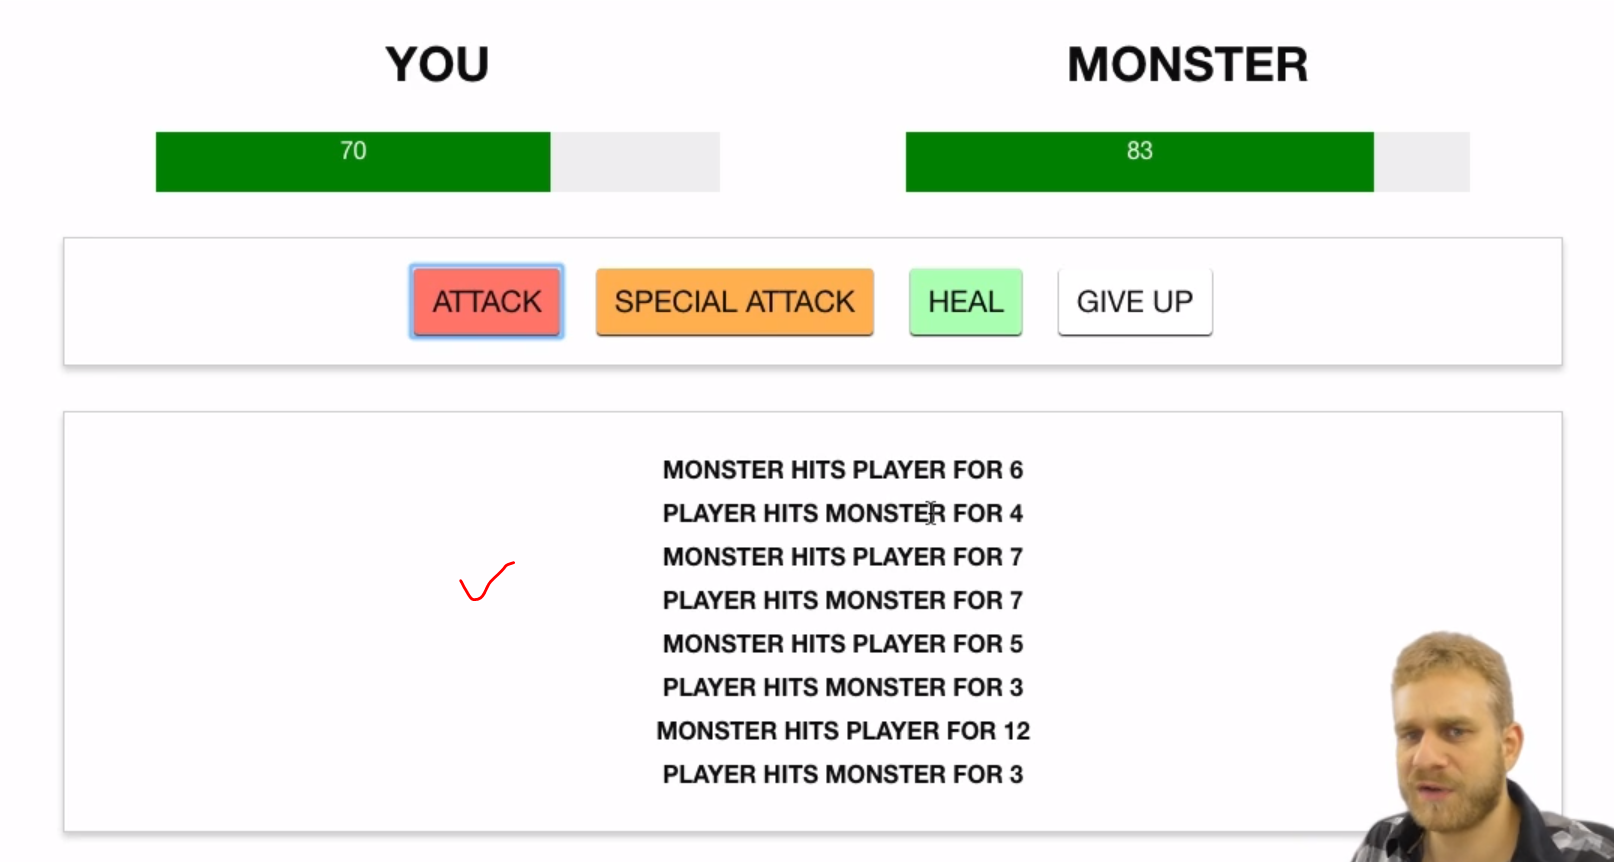 YOU MONSTER
70 83
ATTACK SPECIAL ATTACK HEAL GIVE UP
MONSTER HITS PLAYER FOR 6
PLAYER HITS MONSTER FOR 4
MONSTER HITS PLAYER FOR 7
PLAYER HITS MONSTER FOR 7
MONSTER HITS PLAYER FOR 5
PLAYER HITS MONSTER FOR 3
MONSTER HITS PLAYER FOR 12
PLAYER HITS MONSTER FOR 3